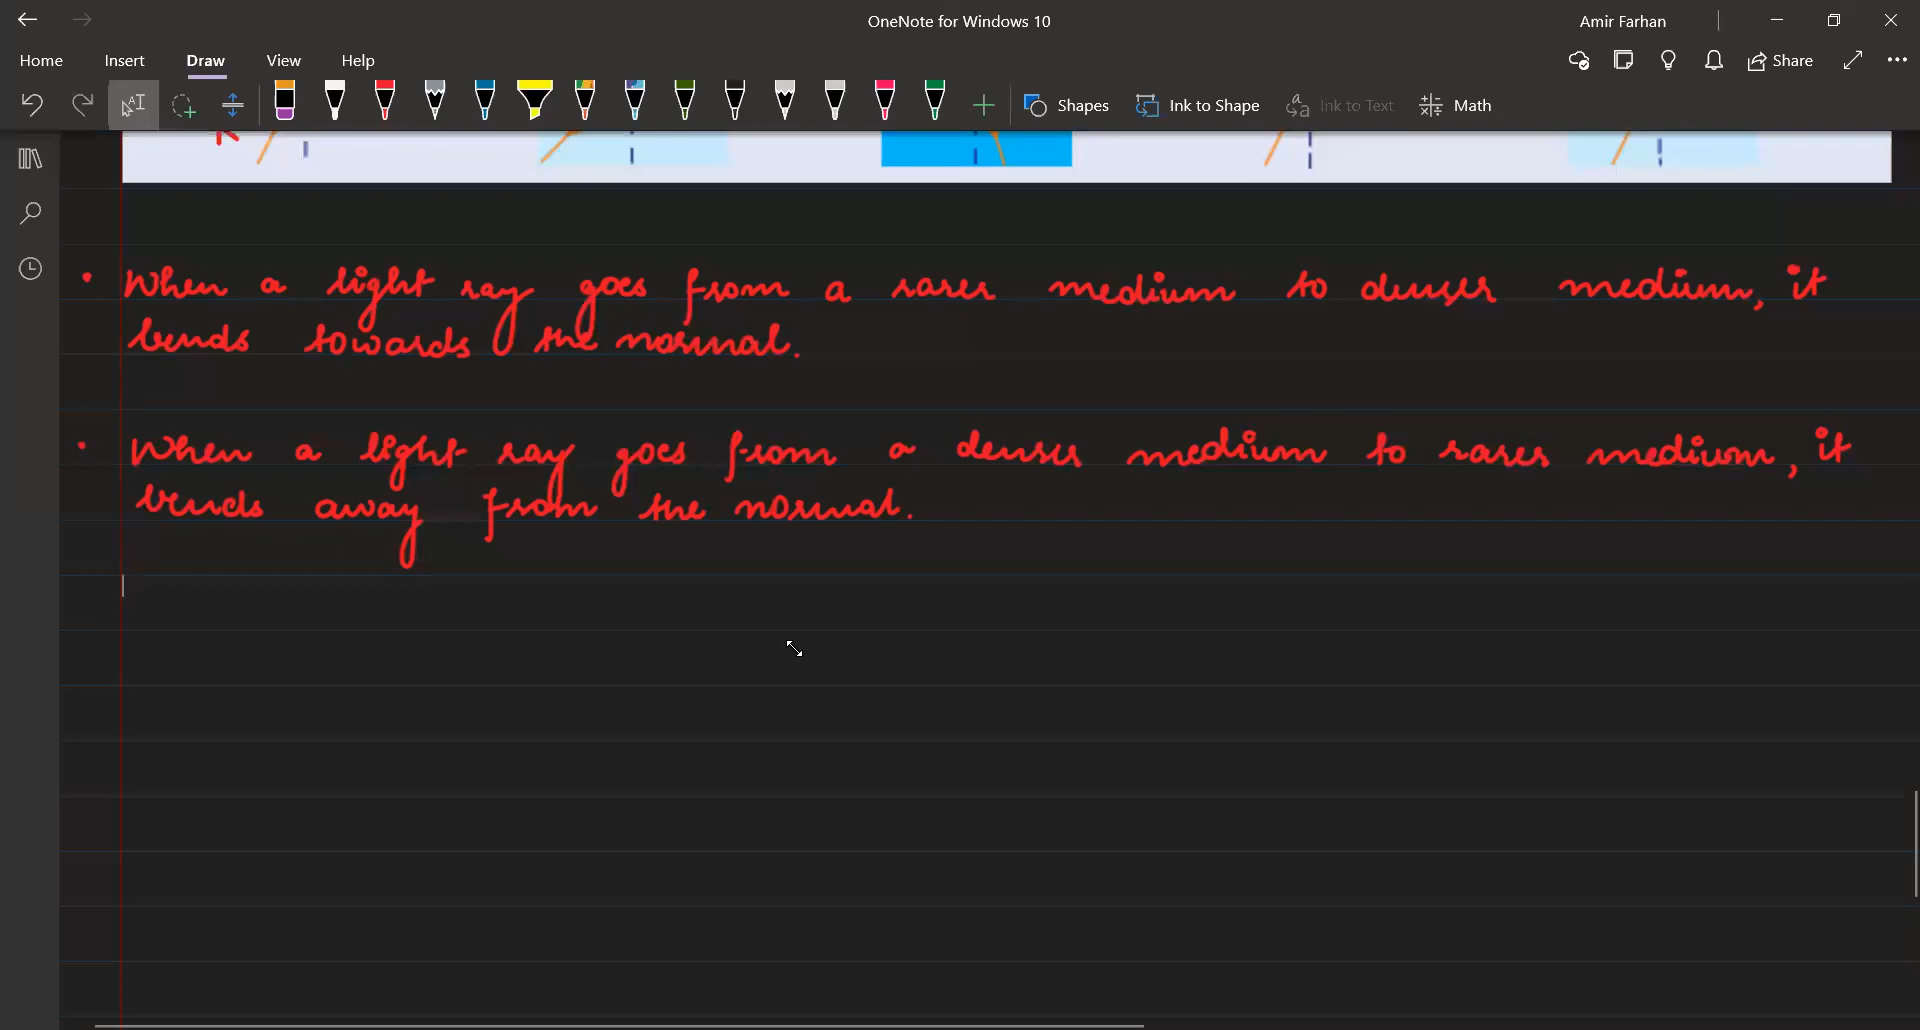 OneNote for Windows 10
Amir Farhan
Home Insert Draw View Help
Share
Shapes Ink to Shape Ink to Text Math
• When a light ray goes from a rarer medium to denser medium, it
bends towards the normal.
• When a light ray goes from a denser medium to rarer medium, it
bends away from the normal.